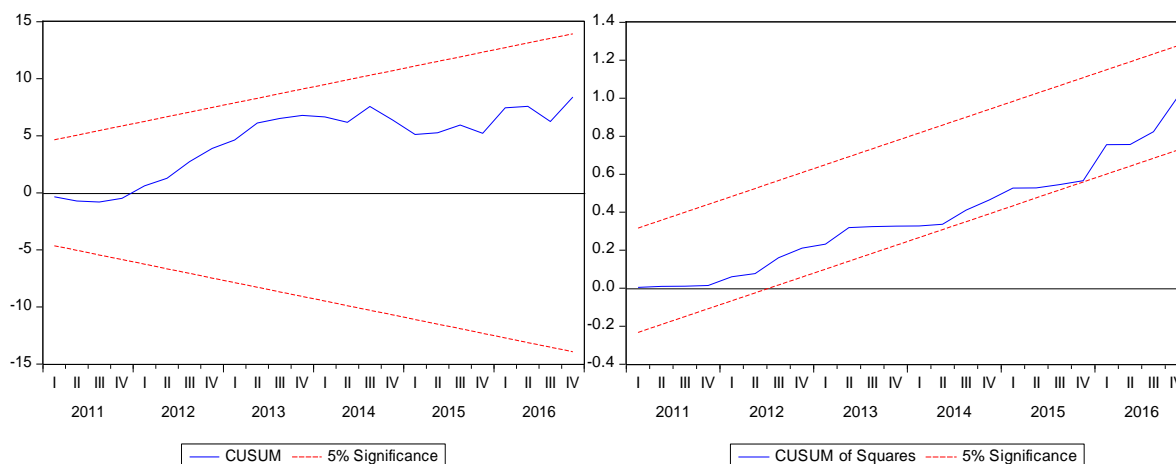 15
10
5
0
-5
-10
-15
I II III IV I II III IV I II III IV I II III IV I II III IV I II III IV
2011 2012 2013 2014 2015 2016
CUSUM 5% Significance
1.4
1.2
1.0
0.8
0.6
0.4
0.2
0.0
-0.2
-0.4
I II III IV I II III IV I II III IV I II III IV I II III IV I II III IV
2011 2012 2013 2014 2015 2016
CUSUM of Squares 5% Significance